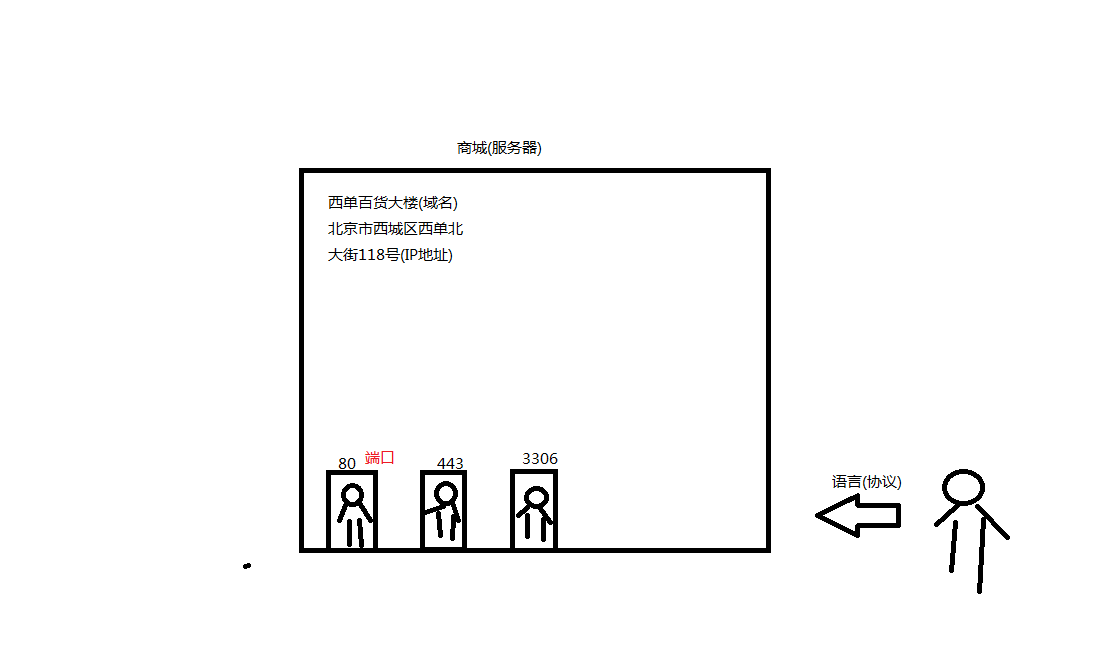 商城(服务器)
西单百货大楼(域名)
北京市西城区西单北
大街118号(IP地址)
80
端口
443
3306
语言(协议)